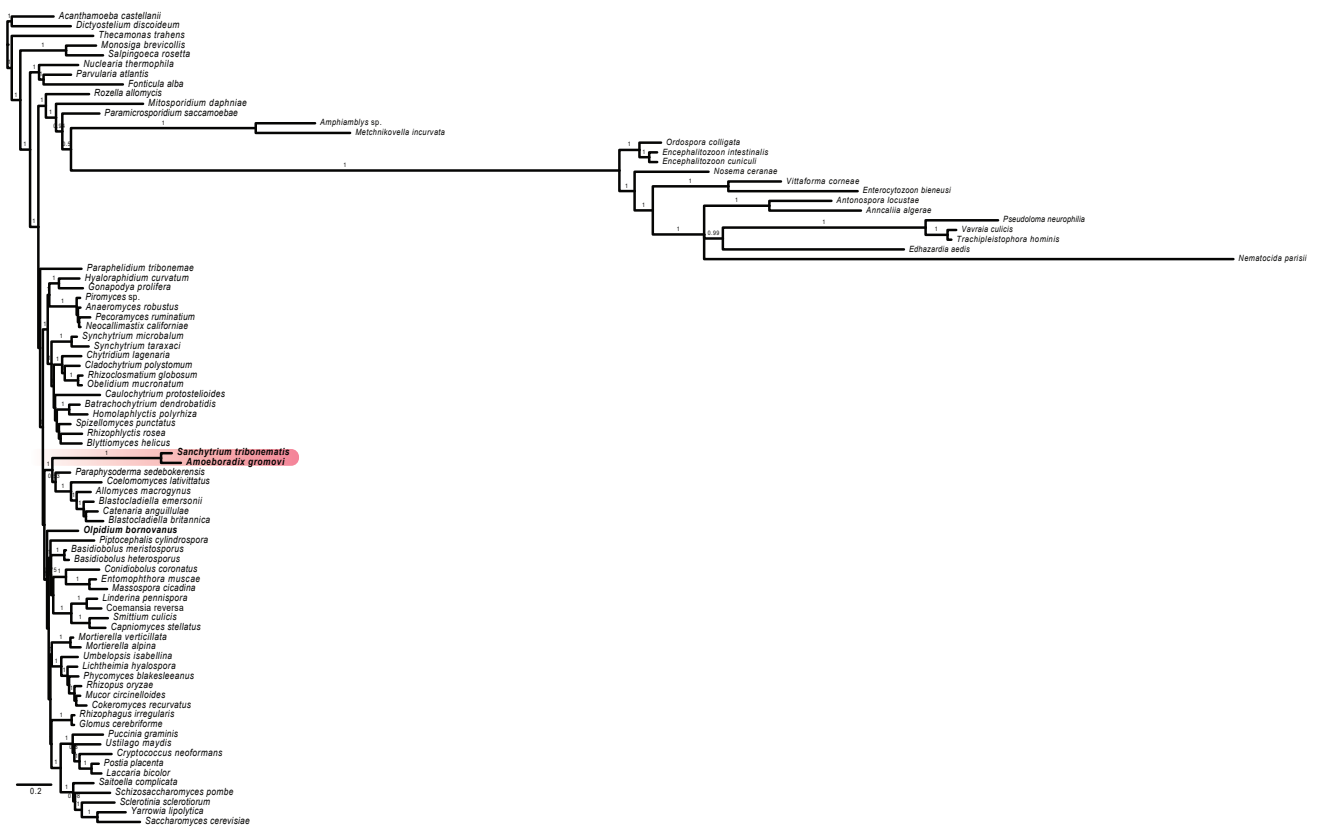 Acanthamoeba castellanii
Dictyostelium discoideum
Thecamonas trahens
Monosiga brevicollis
Salpingoeca rosetta
Nuclearia thermophila
Parvularia atlantis
Fonticula alba
Rozella allomycis
Mitosporidium daphniae
Paramicrosporidium saccamoebae
Amphiamblys sp.
Metchnikovella incurvata
Ordospora colligata
Encephalitozoon intestinalis
Encephalitozoon cuniculi
Nosema ceranae
Vittaforma corneae
Enterocytozoon bieneusi
Antonospora locustae
Anncaliia algerae
Pseudoloma neurophilia
Vavraia culicis
Trachipleistophora hominis
0.99
Edhazardia aedis
Nematocida parisii
Paraphelidium tribonemae
Hyaloraphidium curvatum
Gonapodya prolifera
Piromyces sp.
Anaeromyces robustus
Pecoramyces ruminatium
Neocallimastix californiae
Synchytrium microbalum
Synchytrium taraxaci
Chytridium lagenaria
Cladochytrium polystomum
Rhizoclosmatium globosum
Obelidium mucronatum
Caulochytrium protostelioides
Batrachochytrium dendrobatidis
Homolaphlyctis polyrhiza
Spizellomyces punctatus
Rhizophlyctis rosea
Blyttiomyces helicus
Sanchytrium tribonematis
Amoeboradix gromovi
Paraphysoderma sedebokerensis
Coelomomyces lativittatus
Allomyces macrogynus
Blastocladiella emersonii
Catenaria anguillulae
Blastocladiella britannica
Olpidium bornovanus
Piptocephalis cylindrospora
Basidiobolus meristosporus
Basidiobolus heterosporus
Conidiobolus coronatus
Entomophthora muscae
Massospora cicadina
Linderina pennispora
Coemansia reversa
Smittium culicis
Capniomyces stellatus
Mortierella verticillata
Mortierella alpina
Umbelopsis isabellina
Lichtheimia hyalospora
Phycomyces blakesleeanus
Rhizopus oryzae
Mucor circinelloides
Cokeromyces recurvatus
Rhizophagus irregularis
Glomus cerebriforme
Puccinia graminis
Ustilago maydis
Cryptococcus neoformans
Postia placenta
Laccaria bicolor
Saitoella complicata
Schizosaccharomyces pombe
Sclerotinia sclerotiorum
Yarrowia lipolytica
Saccharomyces cerevisiae
0.2